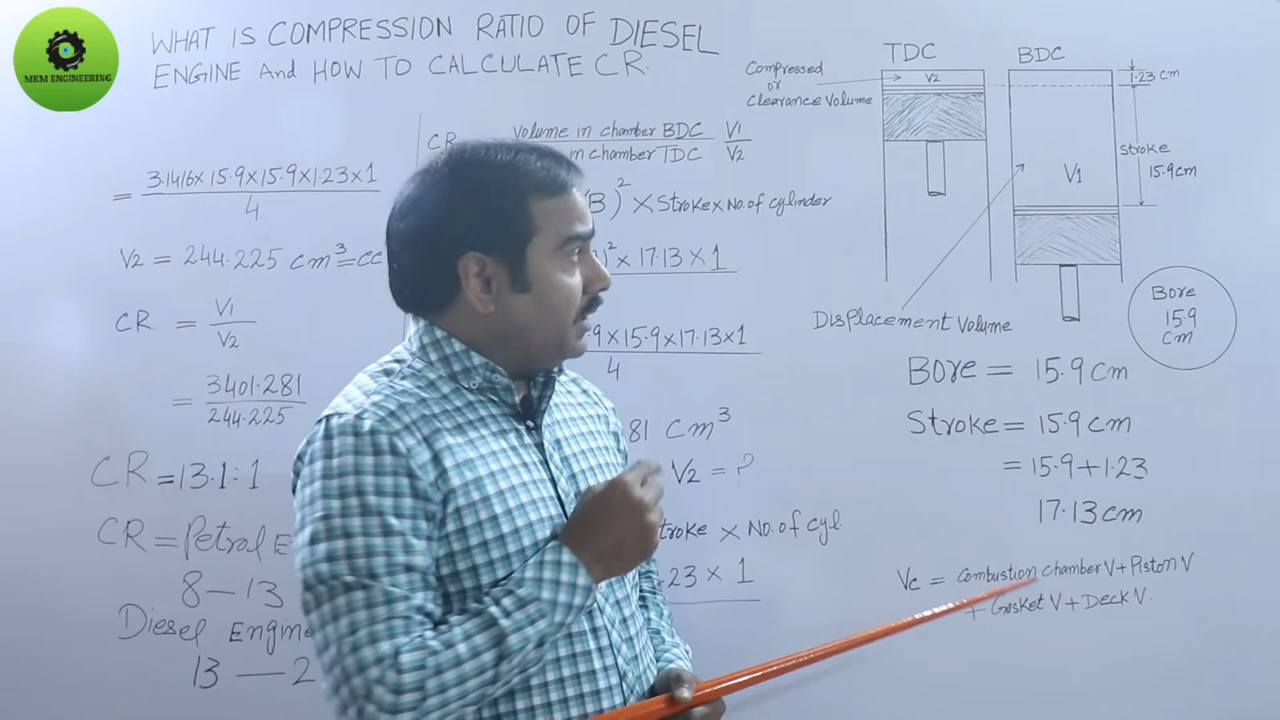 MKM ENGINEERING
WHAT IS COMPRESSION RATIO OF DIESEL
ENGINE and HOW TO CALCULATE CR.
= 3.1416 x 15.9 x 15.9 x 1.23 x 1
4
V2 = 244.225 cm³ = CC
CR = V1
V2
= 3401.281
244.225
CR = 13.1:1
CR = Petral E
8 — 13
Diesel Engine
13 — 2
CR
Volume in chamber BDC V1
in chamber TDC V2
B)² x Stroke x No. of cylinder
)² x 17.13 x 1
9 x 15.9 x 17.13 x 1
4
81 cm³
V2 = ?
troke x No. of cyl.
23 x 1
TDC
BDC
Compressed
or
Clearance Volume
V2
1.23 cm
Stroke
15.9 cm
V1
Displacement Volume
Bore
15.9
cm
Bore = 15.9 cm
Stroke = 15.9 cm
= 15.9 + 1.23
17.13 cm
Vc = Combustion chamber V + Piston V
+ Gasket V + Deck V.